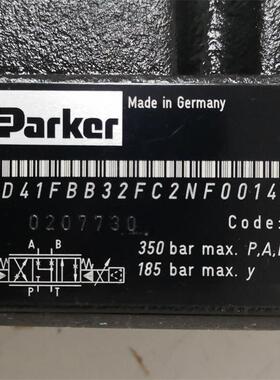 Made in Germany
Parker
D41FBB32FC2NF0014
0207730 Code:
A B
350 bar max. P,A,
P T
185 bar max. y